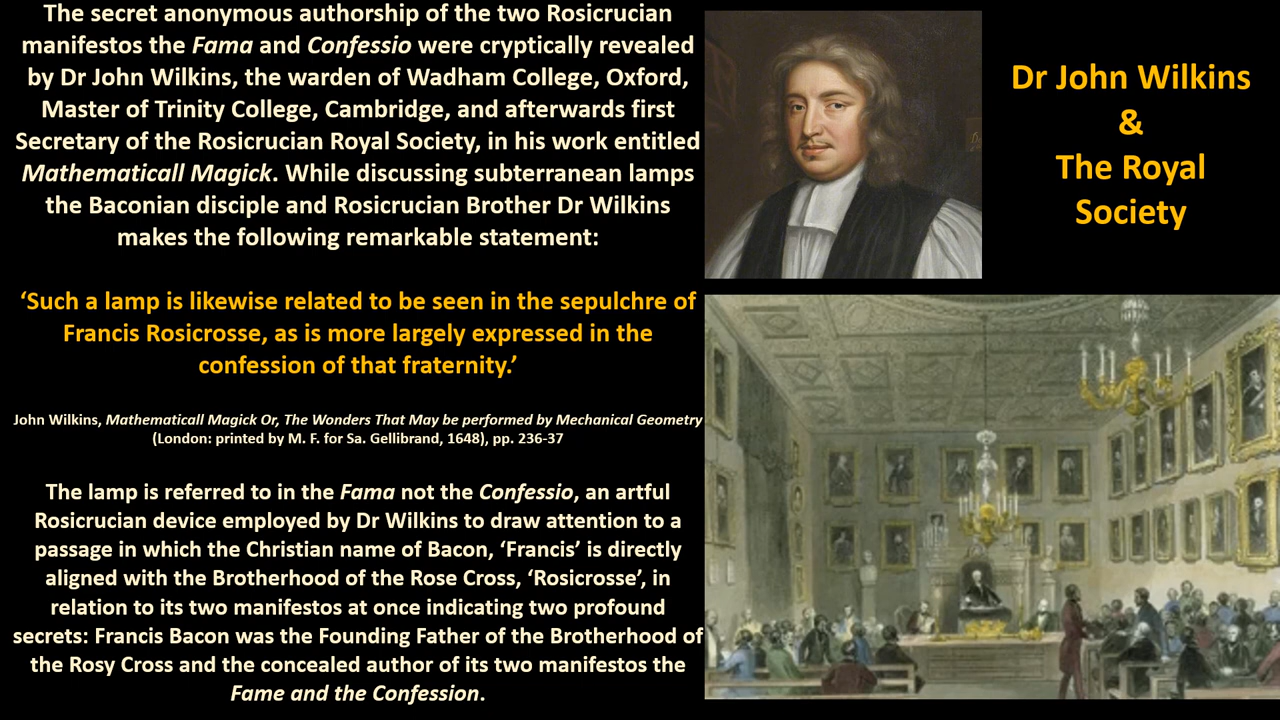 The secret anonymous authorship of the two Rosicrucian
manifestos the Fama and Confessio were cryptically revealed
by Dr John Wilkins, the warden of Wadham College, Oxford,
Master of Trinity College, Cambridge, and afterwards first
Secretary of the Rosicrucian Royal Society, in his work entitled
Mathematicall Magick. While discussing subterranean lamps
the Baconian disciple and Rosicrucian Brother Dr Wilkins
makes the following remarkable statement:
‘Such a lamp is likewise related to be seen in the sepulchre of
Francis Rosicrosse, as is more largely expressed in the
confession of that fraternity.’
John Wilkins, Mathematicall Magick Or, The Wonders That May be performed by Mechanical Geometry
(London: printed by M. F. for Sa. Gellibrand, 1648), pp. 236-37
The lamp is referred to in the Fama not the Confessio, an artful
Rosicrucian device employed by Dr Wilkins to draw attention to a
passage in which the Christian name of Bacon, ‘Francis’ is directly
aligned with the Brotherhood of the Rose Cross, ‘Rosicrosse’, in
relation to its two manifestos at once indicating two profound
secrets: Francis Bacon was the Founding Father of the Brotherhood of
the Rosy Cross and the concealed author of its two manifestos the
Fame and the Confession.
Dr John Wilkins
&
The Royal
Society